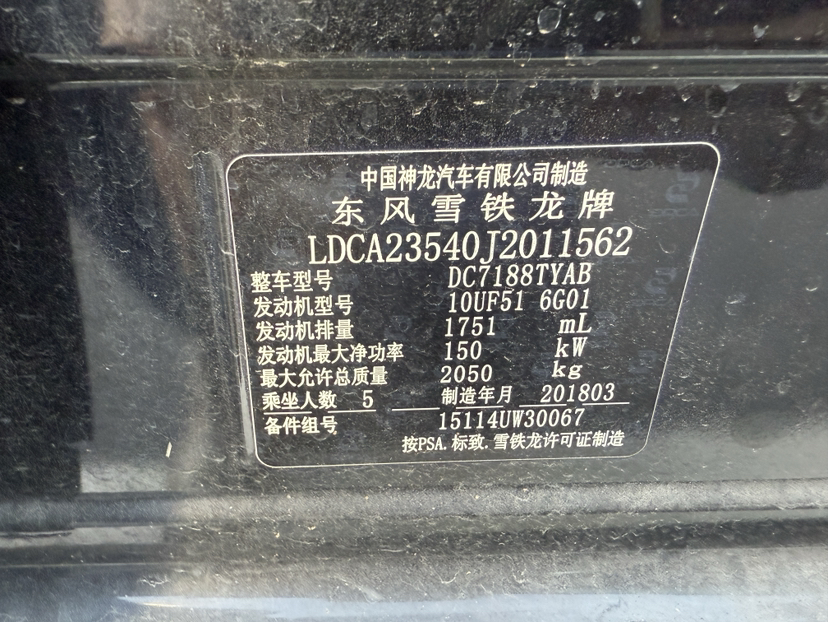 中国神龙汽车有限公司制造
东风雪铁龙牌
LDCA23540J2011562
整车型号 DC7188TYAB
发动机型号 10UF51 6G01
发动机排量 1751 mL
发动机最大净功率 150 kW
最大允许总质量 2050 kg
乘坐人数 5 制造年月 201803
备件组号 15114UW30067
按PSA.标致.雪铁龙许可证制造